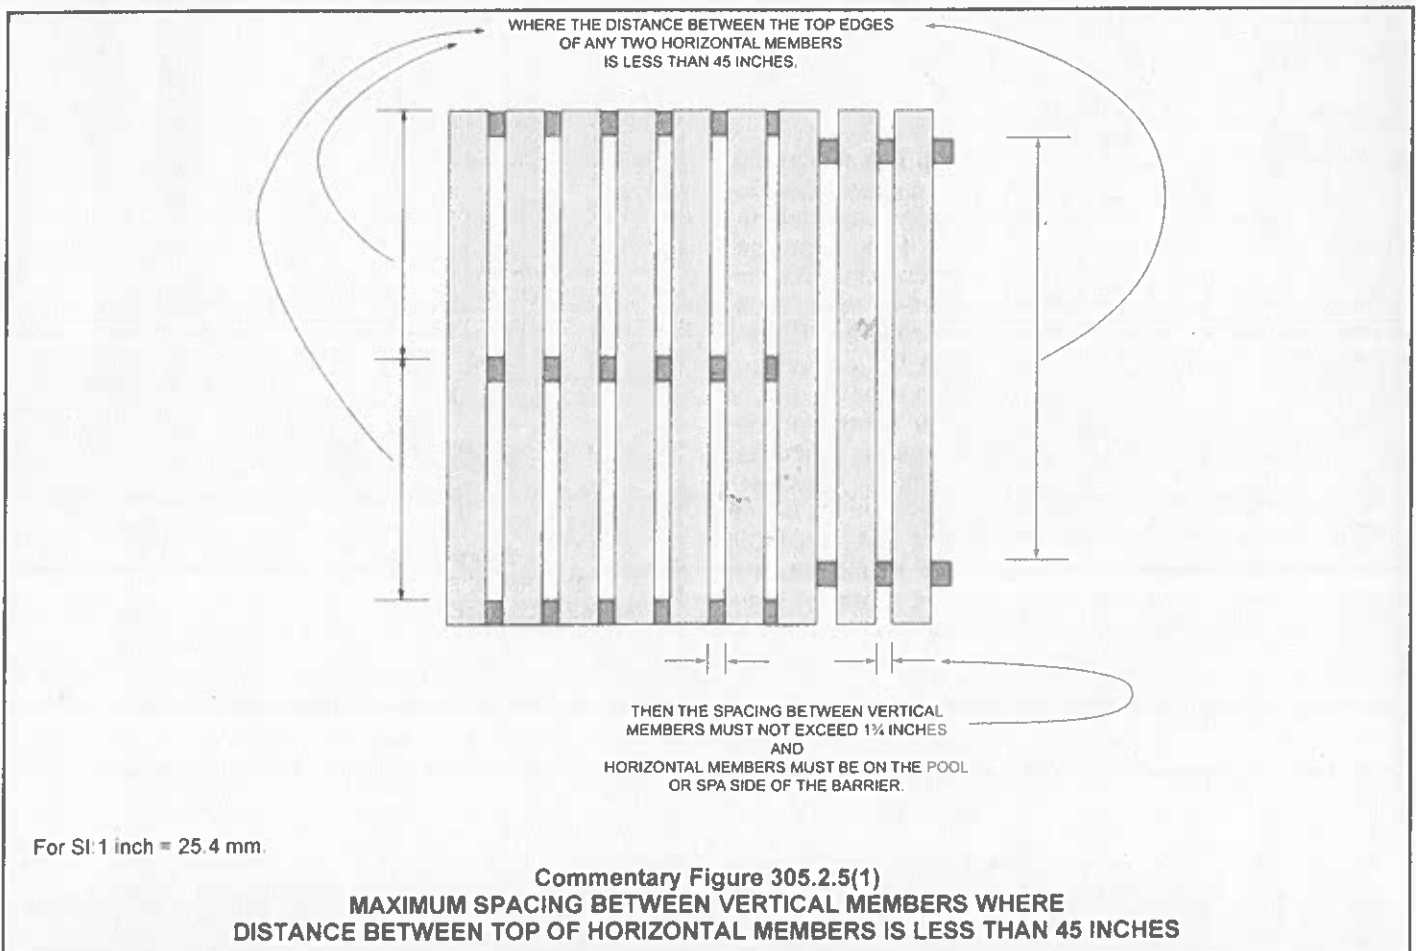 WHERE THE DISTANCE BETWEEN THE TOP EDGES
OF ANY TWO HORIZONTAL MEMBERS
IS LESS THAN 45 INCHES.
THEN THE SPACING BETWEEN VERTICAL
MEMBERS MUST NOT EXCEED 1¾ INCHES
AND
HORIZONTAL MEMBERS MUST BE ON THE POOL
OR SPA SIDE OF THE BARRIER.
For SI:1 inch = 25.4 mm.
Commentary Figure 305.2.5(1)
MAXIMUM SPACING BETWEEN VERTICAL MEMBERS WHERE
DISTANCE BETWEEN TOP OF HORIZONTAL MEMBERS IS LESS THAN 45 INCHES